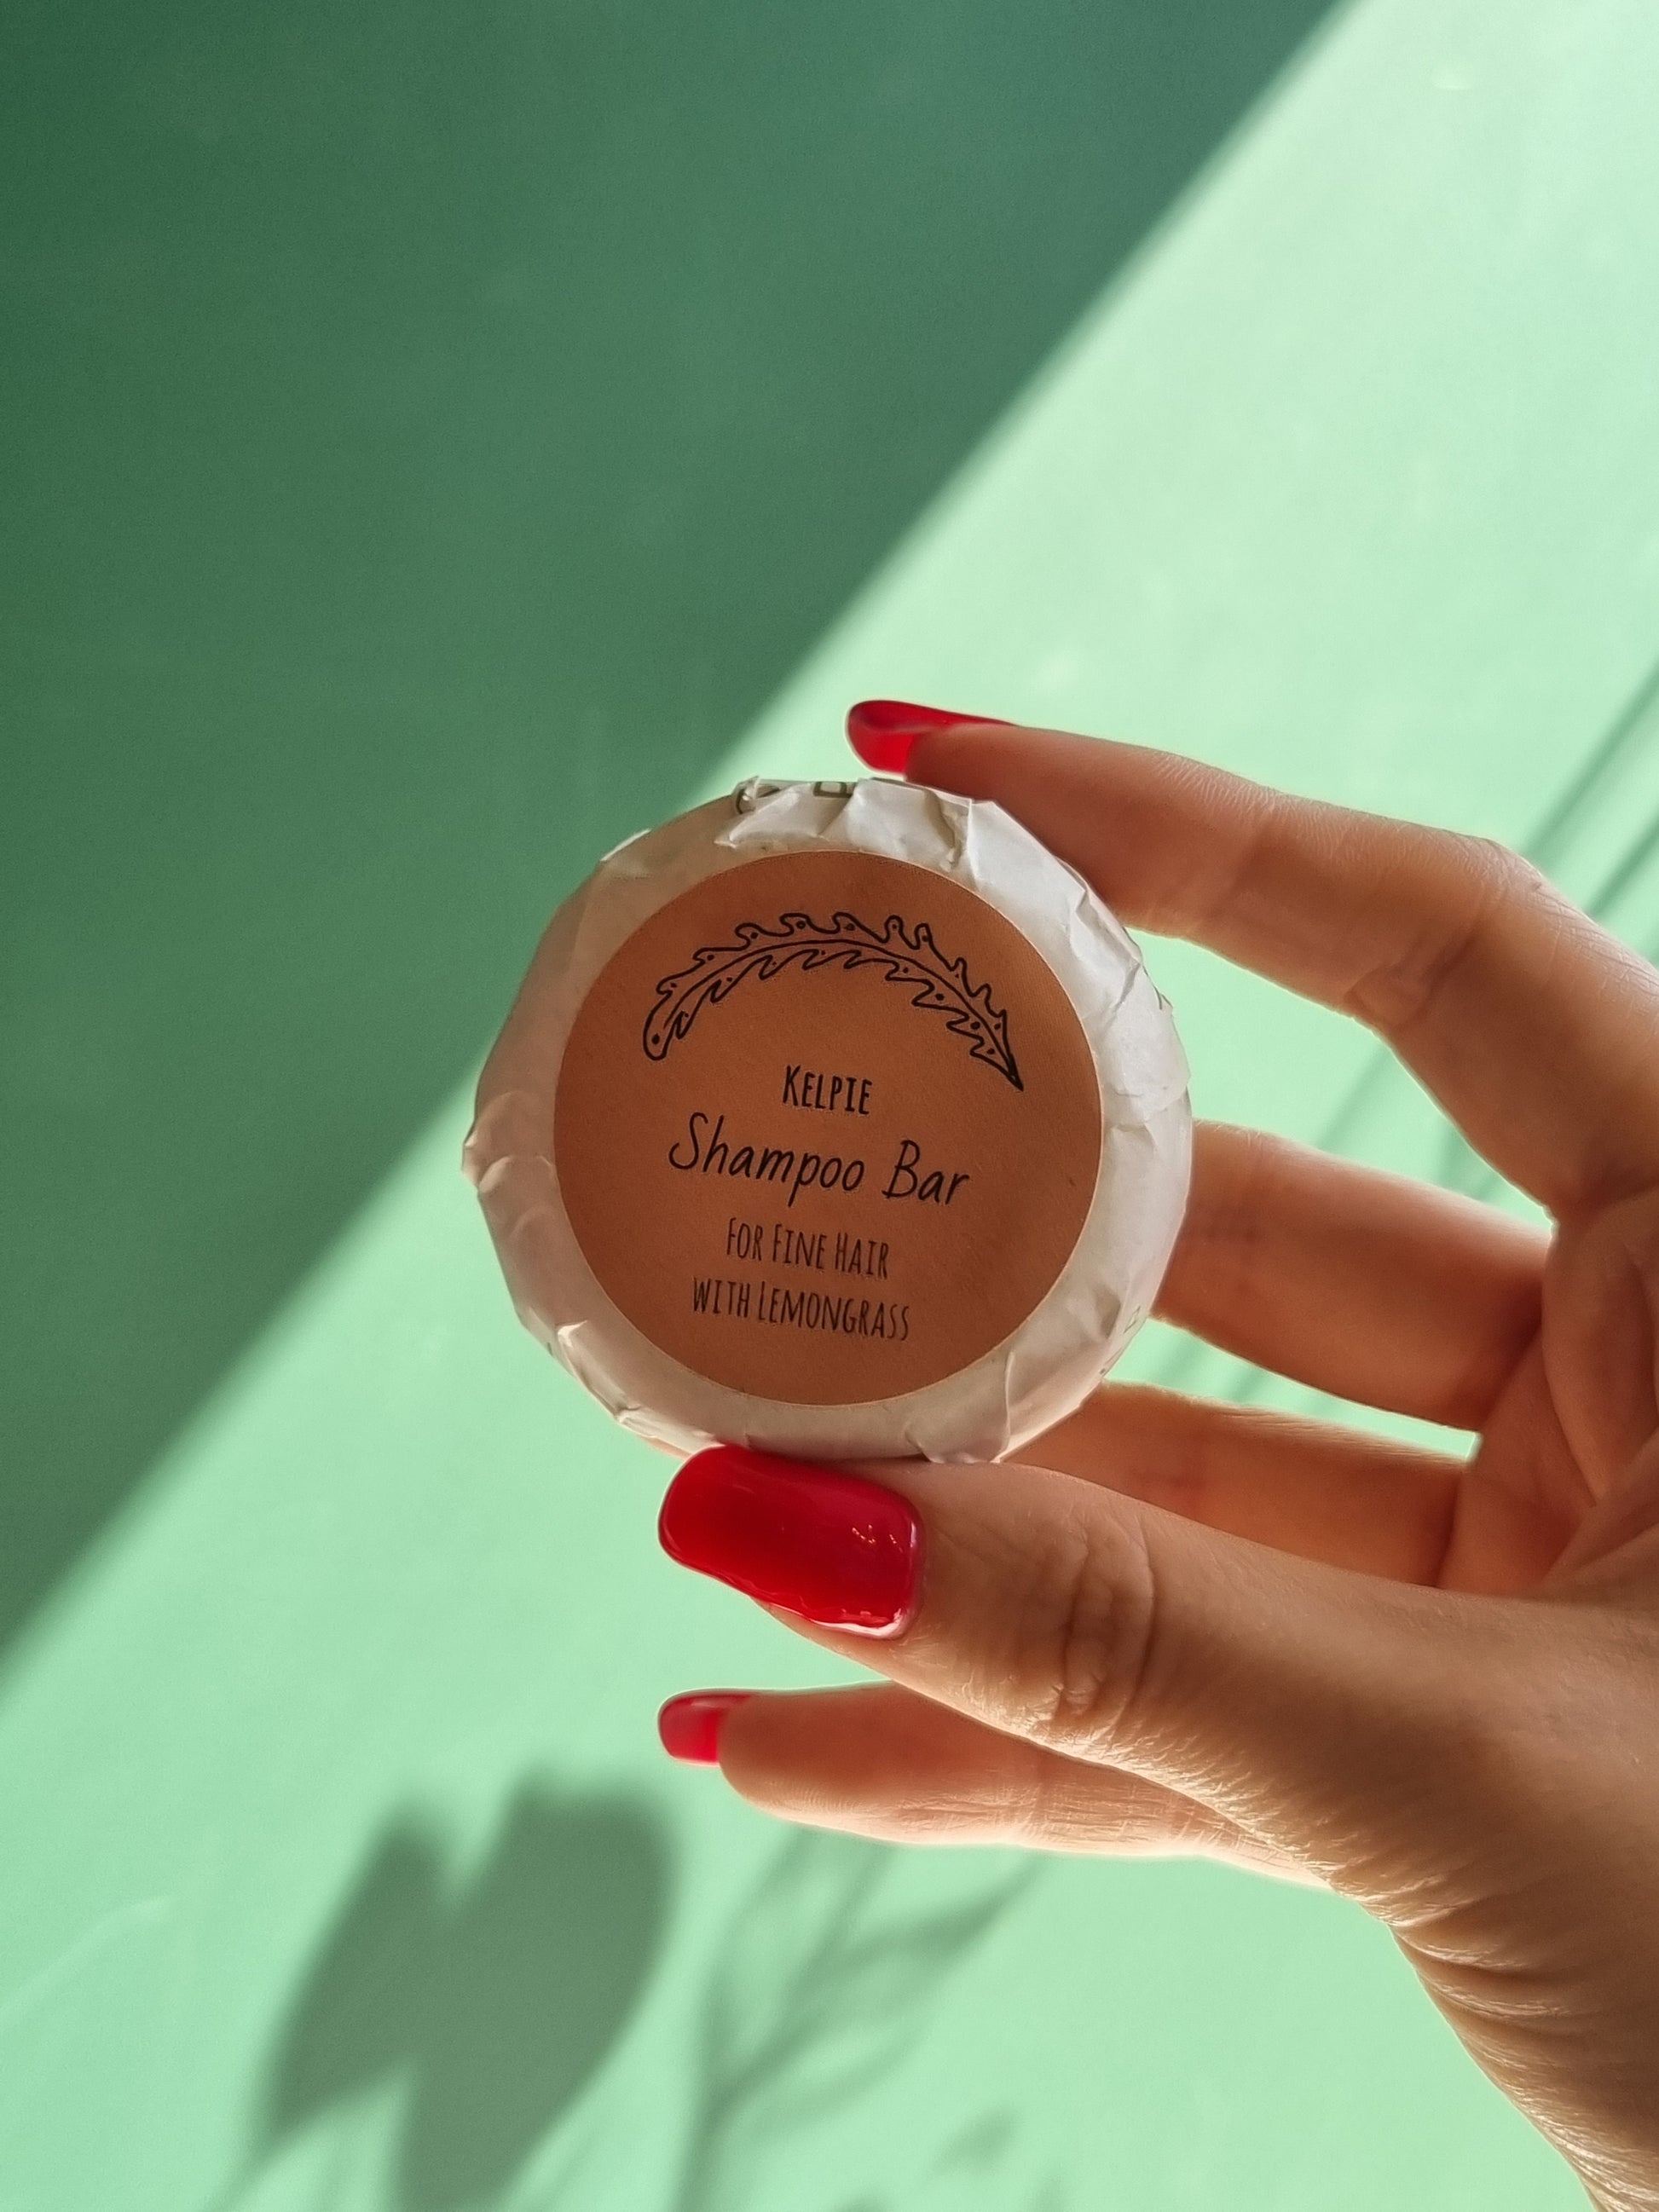 KELPIE
Shampoo Bar
FOR FINE HAIR
WITH LEMONGRASS